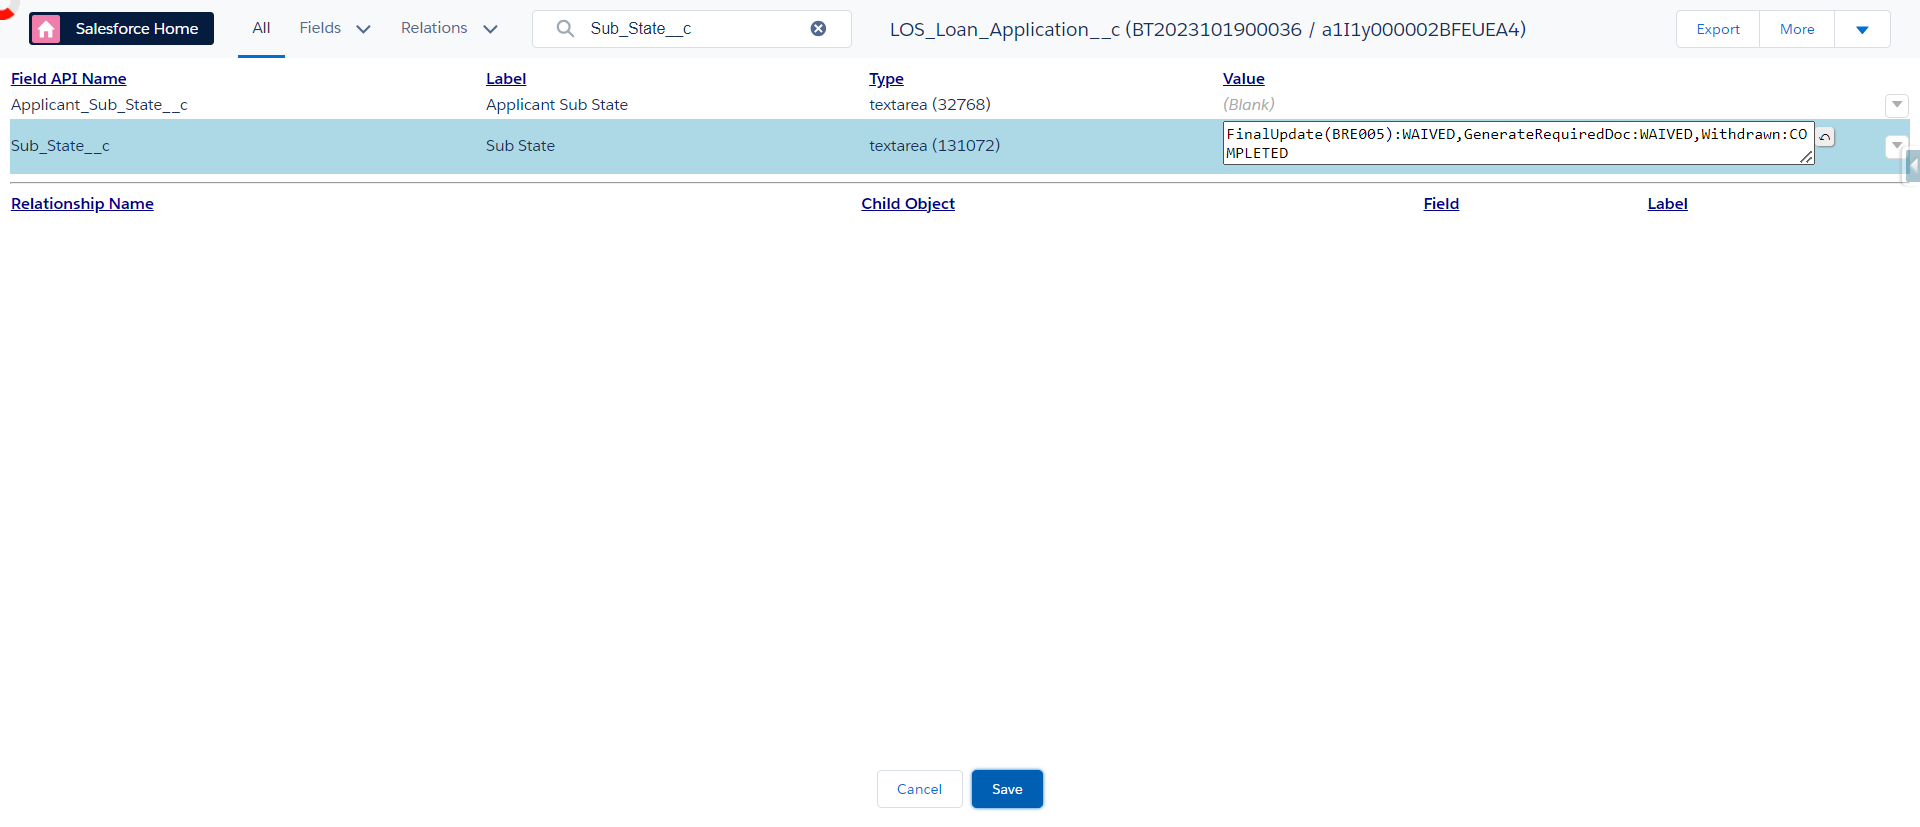 Salesforce Home All Fields Relations Sub_State__c LOS_Loan_Application__c (BT2023101900036 / a1I1y000002BFEUEA4) Export More
Field API Name Label Type Value
Applicant_Sub_State__c Applicant Sub State textarea (32768) (Blank)
Sub_State__c Sub State textarea (131072) FinalUpdate(BRE005):WAIVED,GenerateRequiredDoc:WAIVED,Withdrawn:CO
MPLETED
Relationship Name Child Object Field Label
Cancel Save